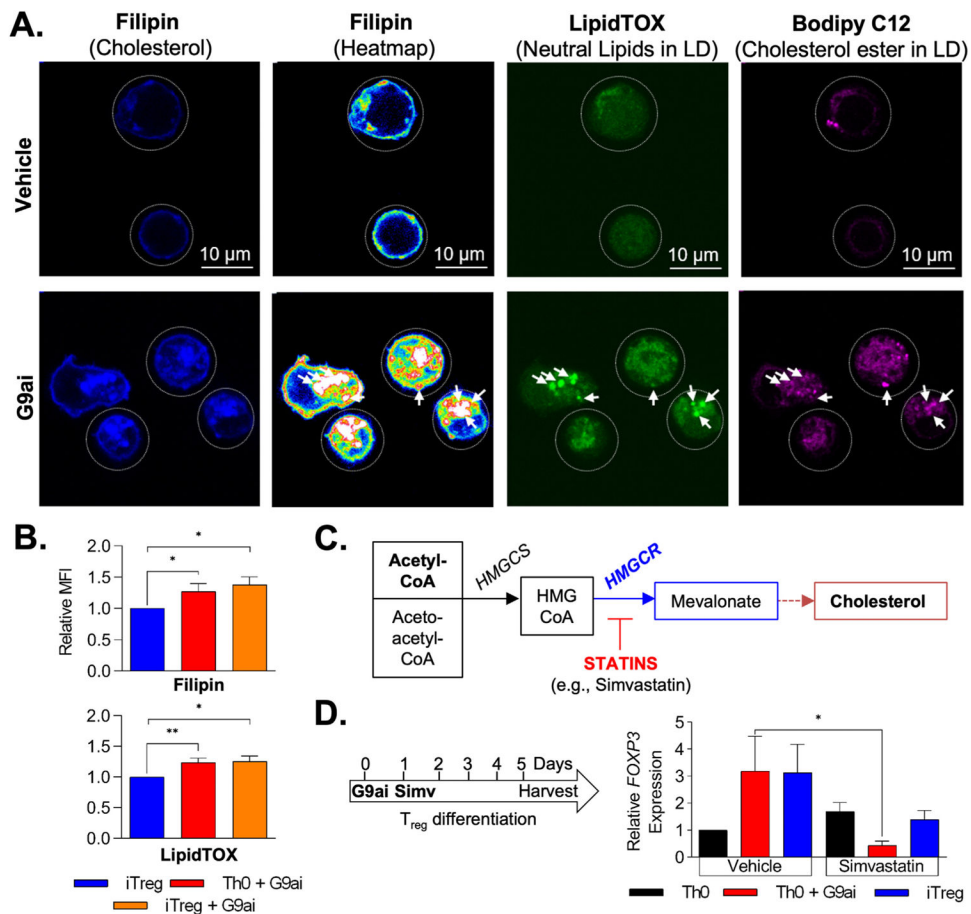 A.
Filipin
(Cholesterol)
Filipin
(Heatmap)
LipidTOX
(Neutral Lipids in LD)
Bodipy C12
(Cholesterol ester in LD)
Vehicle
10 µm
10 µm
10 µm
10 µm
G9ai
B.
Relative MFI
2.0
1.5
1.0
0.5
0.0
*
*
Filipin
2.0
1.5
1.0
0.5
0.0
*
**
LipidTOX
iTreg
Th0 + G9ai
iTreg + G9ai
C.
Acetyl-
CoA
Aceto-
acetyl-
CoA
HMGCS
HMG
CoA
HMGCR
Mevalonate
Cholesterol
STATINS
(e.g., Simvastatin)
D.
0 1 2 3 4 5 Days
G9ai Simv Harvest
Treg differentiation
Relative FOXP3
Expression
5
4
3
2
1
0
*
Vehicle
Simvastatin
Th0
Th0 + G9ai
iTreg